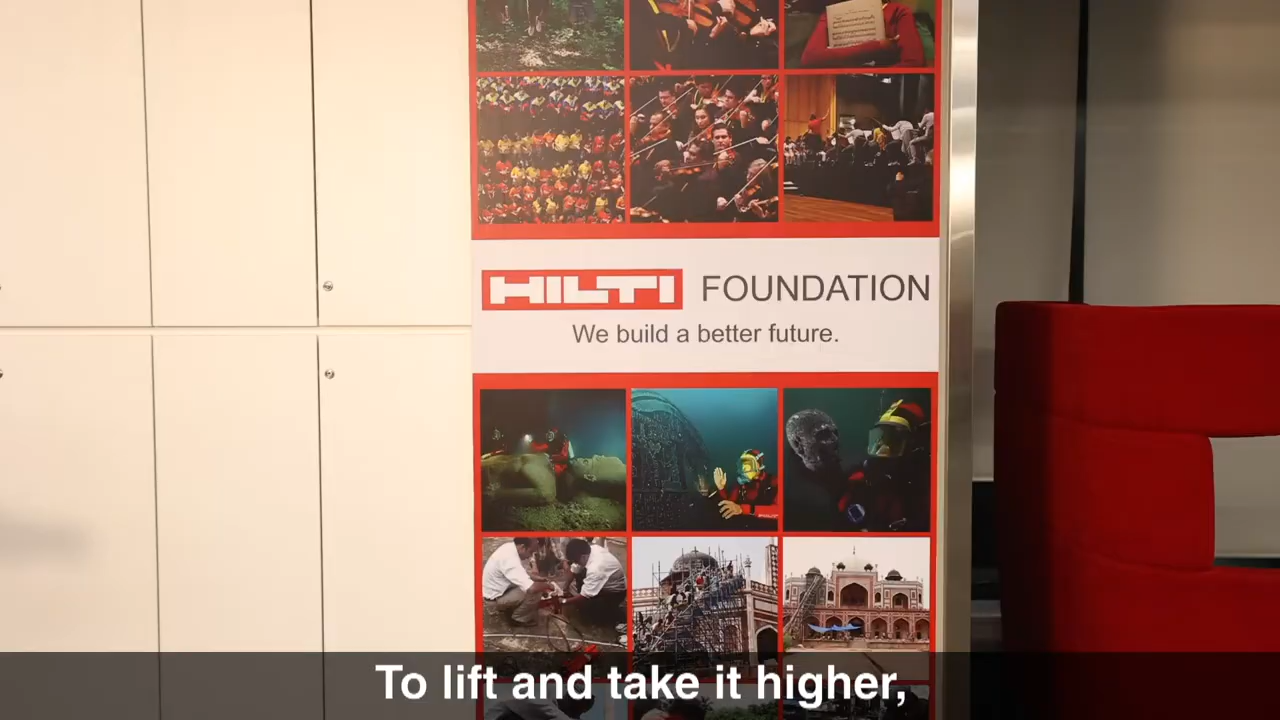 HILTI FOUNDATION
We build a better future.
To lift and take it higher,